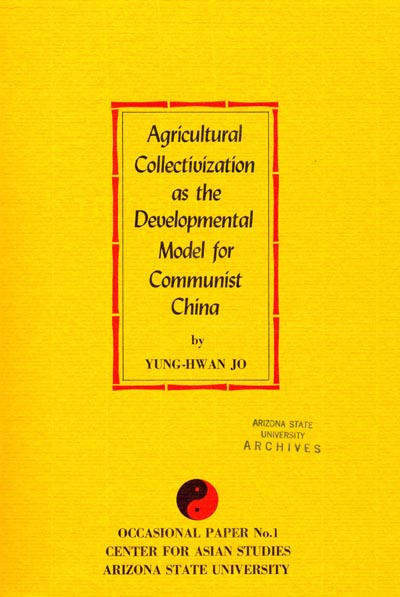 Agricultural
Collectivization
as the
Developmental
Model for
Communist
China
by
YUNG-HWAN JO
ARIZONA STATE
UNIVERSITY
ARCHIVES
OCCASIONAL PAPER No.1
CENTER FOR ASIAN STUDIES
ARIZONA STATE UNIVERSITY